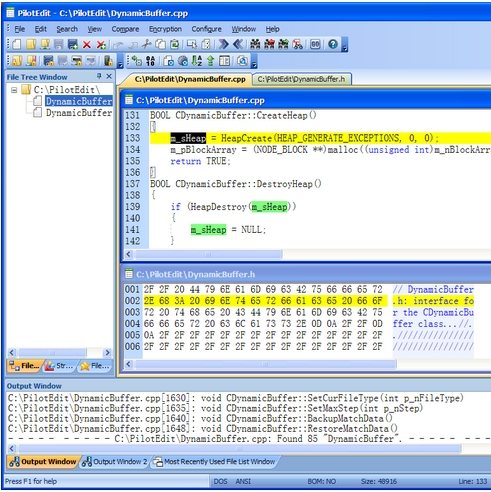 PilotEdit - C:\PilotEdit\DynamicBuffer.cpp
File Edit Search View Compare Encryption Configure Window Help
File Tree Window
C:\PilotEdit\
DynamicBuffer
DynamicBuffer
File... Str... File...
C:\PilotEdit\DynamicBuffer.cpp C:\PilotEdit\DynamicBuffer.h
C:\PilotEdit\DynamicBuffer.cpp
131 BOOL CDynamicBuffer::CreateHeap()
132 {
133 m_sHeap = HeapCreate(HEAP_GENERATE_EXCEPTIONS, 0, 0);
134 m_pBlockArray = (NODE_BLOCK **)malloc((unsigned int)m_nBlockArr
135 return TRUE;
136 }
137 BOOL CDynamicBuffer::DestroyHeap()
138 {
139 if (HeapDestroy(m_sHeap))
140 {
141 m_sHeap = NULL;
142 }
C:\PilotEdit\DynamicBuffer.h
001 2F 2F 20 44 79 6E 61 6D 69 63 42 75 66 66 65 72 // DynamicBuffer
002 2E 68 3A 20 69 6E 74 65 72 66 61 63 65 20 66 6F .h: interface fo
003 72 20 74 68 65 20 43 44 79 6E 61 6D 69 63 42 75 r the CDynamicBu
004 66 66 65 72 20 63 6C 61 73 73 2E 0D 0A 2F 2F 0D ffer class...//.
005 0A 2F 2F 2F 2F 2F 2F 2F 2F 2F 2F 2F 2F 2F 2F 2F .///////////////
006 2F 2F 2F 2F 2F 2F 2F 2F 2F 2F 2F 2F 2F 2F 2F 2F ////////////////
Output Window
C:\PilotEdit\DynamicBuffer.cpp[1630]: void CDynamicBuffer::SetCurFileType(int p_nFileType)
C:\PilotEdit\DynamicBuffer.cpp[1635]: void CDynamicBuffer::SetMaxStep(int p_nStep)
C:\PilotEdit\DynamicBuffer.cpp[1640]: void CDynamicBuffer::BackupMatchData()
C:\PilotEdit\DynamicBuffer.cpp[1648]: void CDynamicBuffer::RestoreMatchData()
- - - - - - - - - - C:\PilotEdit\DynamicBuffer.cpp: Found 85 "DynamicBuffer". - - - - - - - -
Output Window Output Window 2 Most Recently Used File List Window
Press F1 for help DOS ANSI BOM: NO Size: 48916 Line: 133,